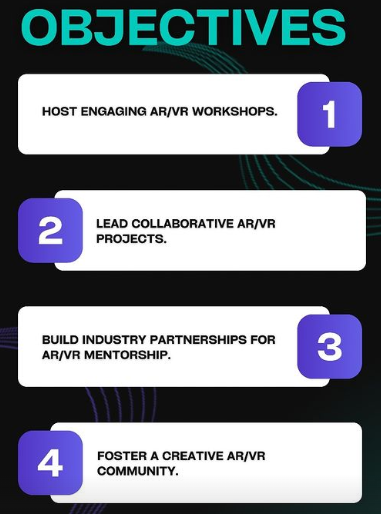 OBJECTIVES
HOST ENGAGING AR/VR WORKSHOPS.
1
2
LEAD COLLABORATIVE AR/VR
PROJECTS.
BUILD INDUSTRY PARTNERSHIPS FOR
AR/VR MENTORSHIP.
3
4
FOSTER A CREATIVE AR/VR
COMMUNITY.